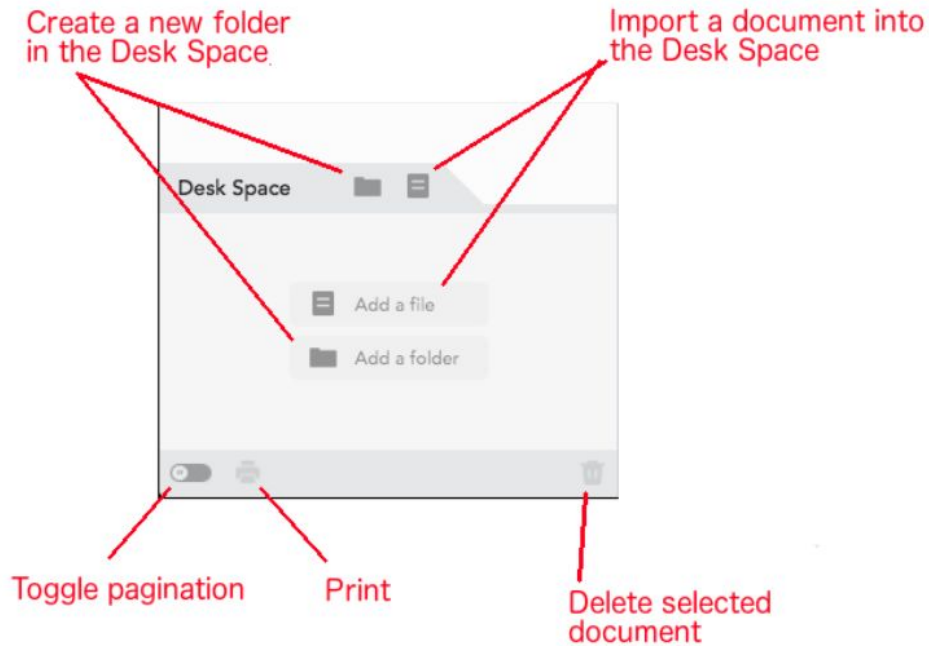 Create a new folder
in the Desk Space
Import a document into
the Desk Space
Desk Space
Add a file
Add a folder
Toggle pagination
Print
Delete selected
document